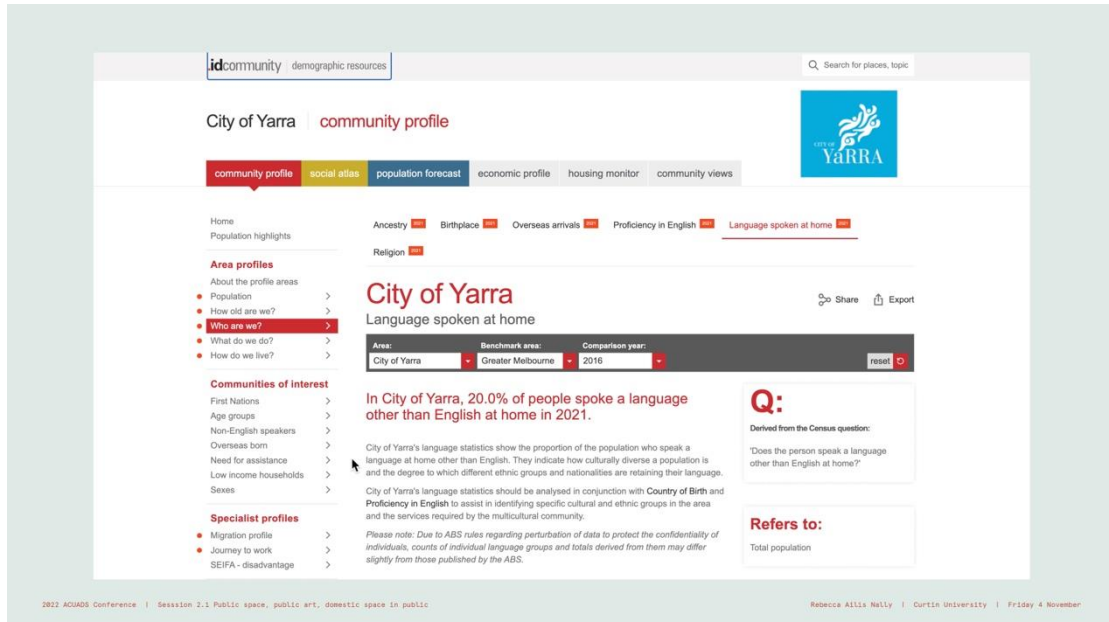 .idcommunity demographic resources
Search for places, topic
City of Yarra community profile
CITY OF YaRRA
community profile social atlas population forecast economic profile housing monitor community views
Home
Population highlights
Area profiles
About the profile areas
Population
How old are we?
Who are we?
What do we do?
How do we live?
Communities of interest
First Nations
Age groups
Non-English speakers
Overseas born
Need for assistance
Low income households
Sexes
Specialist profiles
Migration profile
Journey to work
SEIFA - disadvantage
Ancestry 2021 Birthplace 2021 Overseas arrivals 2021 Proficiency in English 2021 Language spoken at home 2021
Religion 2021
City of Yarra
Share Export
Language spoken at home
Area: Benchmark area: Comparison year:
City of Yarra Greater Melbourne 2016 reset
In City of Yarra, 20.0% of people spoke a language
other than English at home in 2021.
City of Yarra's language statistics show the proportion of the population who speak a
language at home other than English. They indicate how culturally diverse a population is
and the degree to which different ethnic groups and nationalities are retaining their language.
City of Yarra's language statistics should be analysed in conjunction with Country of Birth and
Proficiency in English to assist in identifying specific cultural and ethnic groups in the area
and the services required by the multicultural community.
Please note: Due to ABS rules regarding perturbation of data to protect the confidentiality of
individuals, counts of individual language groups and totals derived from them may differ
slightly from those published by the ABS.
Q:
Derived from the Census question:
'Does the person speak a language
other than English at home?'
Refers to:
Total population
2022 ACUADS Conference | Sesssion 2.1 Public space, public art, domestic space in public
Rebecca Ailis Nally | Curtin University | Friday 4 November